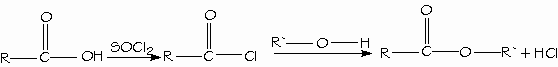 O O O
R—C—OH SOCl2 R—C—Cl R`—O—H R—C—O—R` + HCl